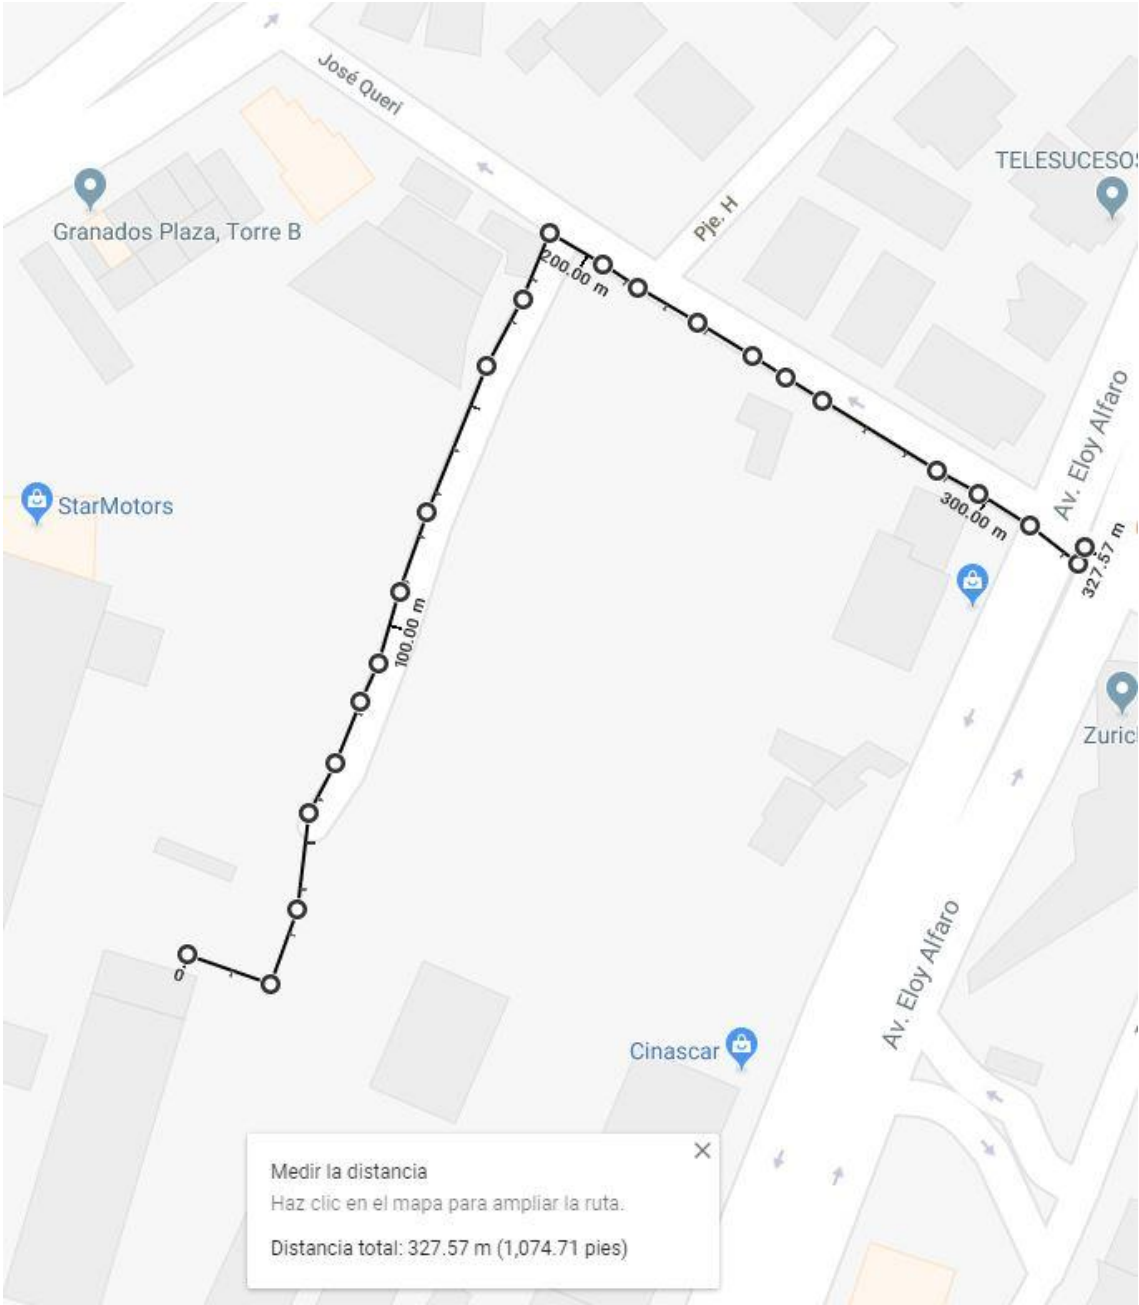 José Queri
TELESUCESOS
Pje. H
Granados Plaza, Torre B
200.00 m
Av. Eloy Alfaro
StarMotors
300.00 m
327.57 m
100.00 m
Zuric
Av. Eloy Alfaro
0
Cinascar
Medir la distancia
Haz clic en el mapa para ampliar la ruta.
Distancia total: 327.57 m (1,074.71 pies)